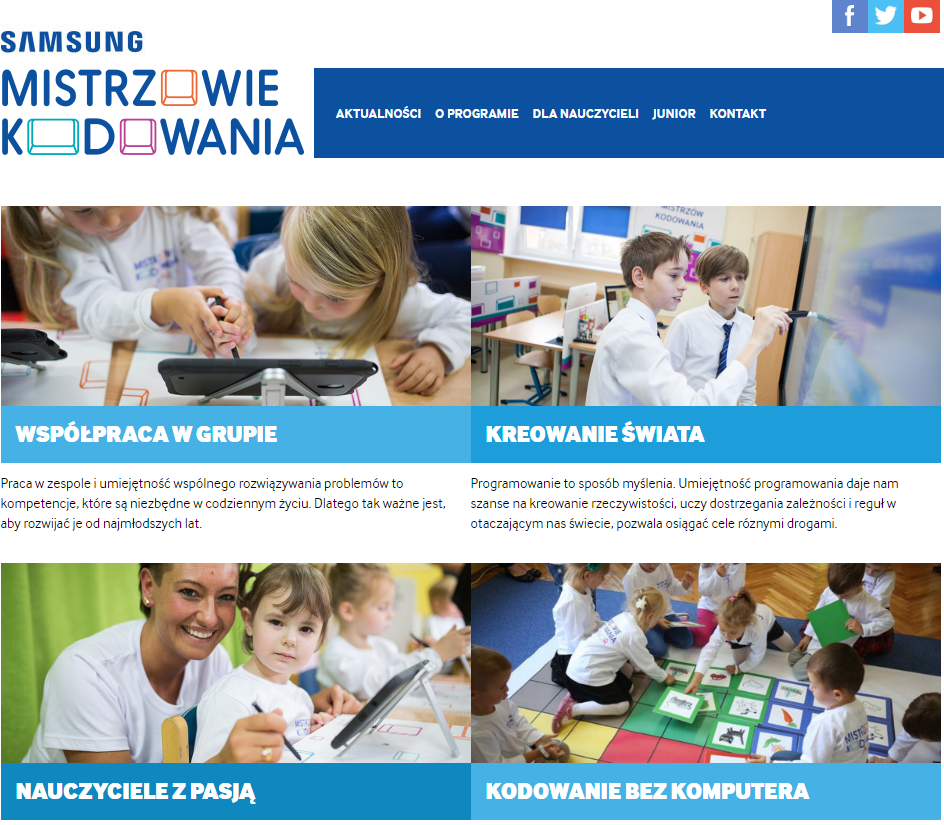 SAMSUNG
MISTRZOWIE
KODOWANIA
AKTUALNOŚCI O PROGRAMIE DLA NAUCZYCIELI JUNIOR KONTAKT
MISTRZÓW
KODOWANIA
WSPÓŁPRACA W GRUPIE
KREOWANIE ŚWIATA
Praca w zespole i umiejętność wspólnego rozwiązywania problemów to
kompetencje, które są niezbędne w codziennym życiu. Dlatego tak ważne jest,
aby rozwijać je od najmłodszych lat.
Programowanie to sposób myślenia. Umiejętność programowania daje nam
szanse na kreowanie rzeczywistości, uczy dostrzegania zależności i reguł w
otaczającym nas świecie, pozwala osiągać cele róznymi drogami.
NAUCZYCIELE Z PASJĄ
KODOWANIE BEZ KOMPUTERA